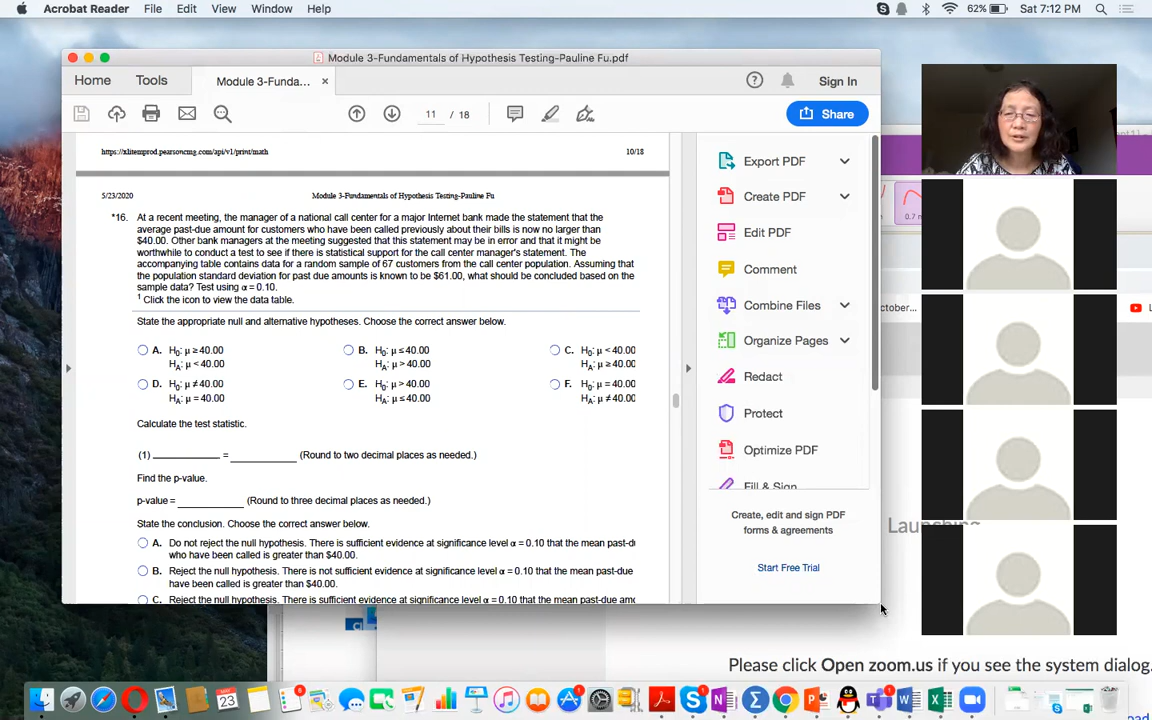 Acrobat Reader File Edit View Window Help 62% Sat 7:12 PM
Module 3-Fundamentals of Hypothesis Testing-Pauline Fu.pdf
Home Tools Module 3-Funda... × Sign In
11 / 18 Share
https://xlitemprod.pearsoncmg.com/api/v1/print/math 10/18
5/23/2020 Module 3-Fundamentals of Hypothesis Testing-Pauline Fu
*16. At a recent meeting, the manager of a national call center for a major Internet bank made the statement that the
average past-due amount for customers who have been called previously about their bills is now no larger than
$40.00. Other bank managers at the meeting suggested that this statement may be in error and that it might be
worthwhile to conduct a test to see if there is statistical support for the call center manager's statement. The
accompanying table contains data for a random sample of 67 customers from the call center population. Assuming that
the population standard deviation for past due amounts is known to be $61.00, what should be concluded based on the
sample data? Test using α = 0.10.
1 Click the icon to view the data table.
State the appropriate null and alternative hypotheses. Choose the correct answer below.
A. H0: μ ≥ 40.00 B. H0: μ ≤ 40.00 C. H0: μ < 40.00
HA: μ < 40.00 HA: μ > 40.00 HA: μ ≥ 40.00
D. H0: μ ≠ 40.00 E. H0: μ > 40.00 F. H0: μ = 40.00
HA: μ = 40.00 HA: μ ≤ 40.00 HA: μ ≠ 40.00
Calculate the test statistic.
(1) ________ = ________ (Round to two decimal places as needed.)
Find the p-value.
p-value = ________ (Round to three decimal places as needed.)
State the conclusion. Choose the correct answer below.
A. Do not reject the null hypothesis. There is sufficient evidence at significance level α = 0.10 that the mean past-du
who have been called is greater than $40.00.
B. Reject the null hypothesis. There is not sufficient evidence at significance level α = 0.10 that the mean past-due
have been called is greater than $40.00.
C. Reject the null hypothesis. There is sufficient evidence at significance level α = 0.10 that the mean past-due amo
Export PDF
Create PDF
Edit PDF
Comment
Combine Files
Organize Pages
Redact
Protect
Optimize PDF
Fill & Sign
Create, edit and sign PDF
forms & agreements
Start Free Trial
0.7 m
ctober...
Launching
Please click Open zoom.us if you see the system dialog.